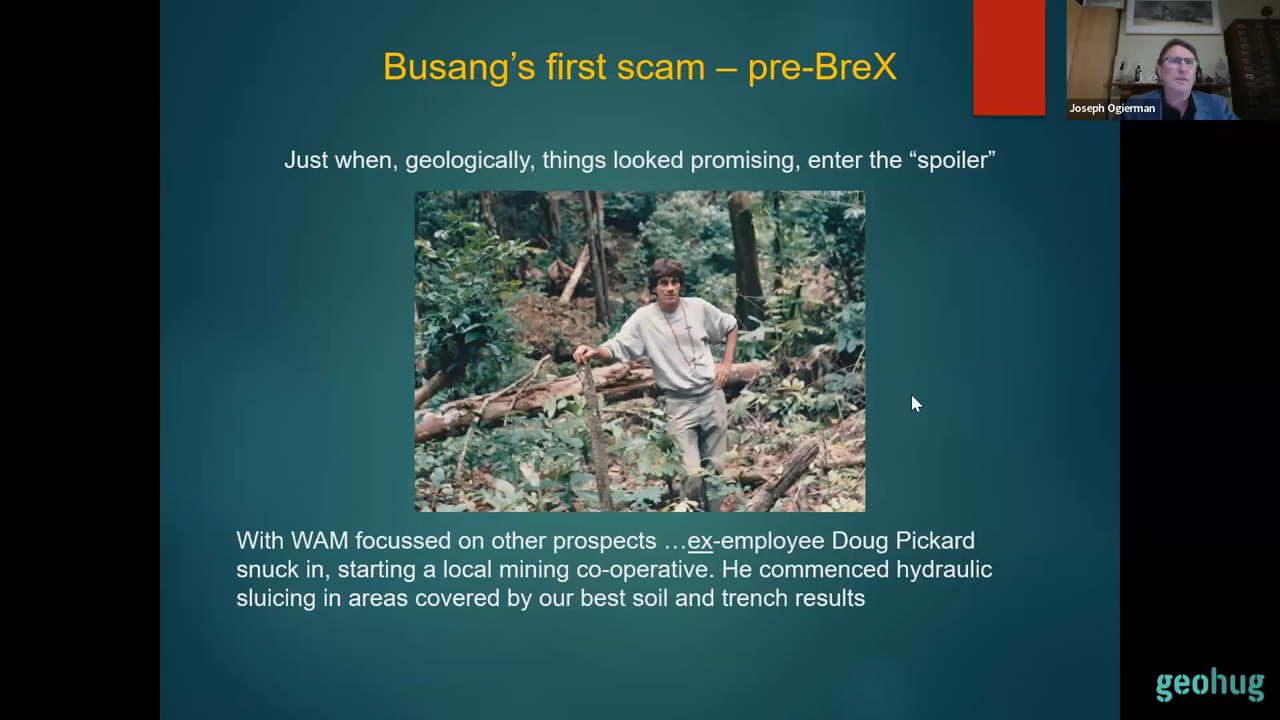 Busang's first scam – pre-BreX
Joseph Ogierman
Just when, geologically, things looked promising, enter the “spoiler”
With WAM focussed on other prospects …ex-employee Doug Pickard
snuck in, starting a local mining co-operative. He commenced hydraulic
sluicing in areas covered by our best soil and trench results
geohug